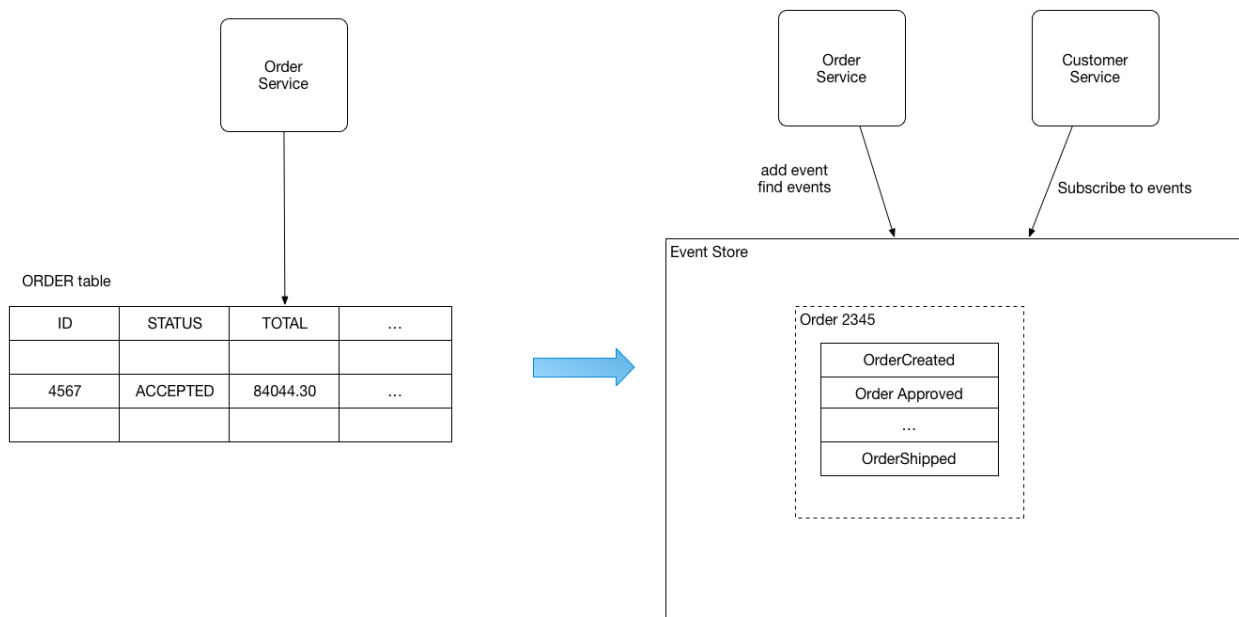 Order
Service
ORDER table
ID STATUS TOTAL …
4567 ACCEPTED 84044.30 …
Order
Service
Customer
Service
add event
find events
Subscribe to events
Event Store
Order 2345
OrderCreated
Order Approved
…
OrderShipped